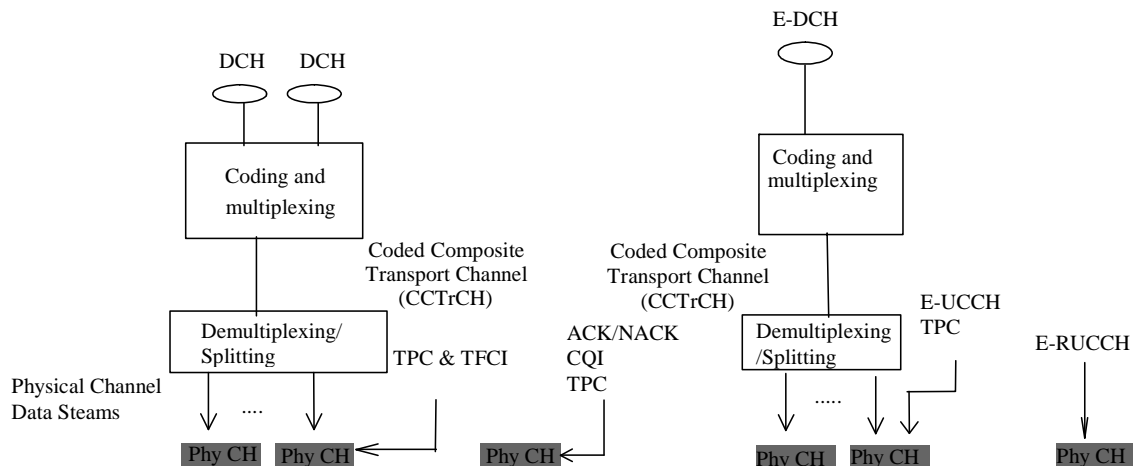 E-DCH
DCH
DCH
Coding and
multiplexing
Coding and
multiplexing
Coded Composite
Transport Channel
(CCTrCH)
Coded Composite
Transport Channel
(CCTrCH)
Demultiplexing/
Splitting
TPC & TFCI
ACK/NACK
CQI
TPC
Demultiplexing
/Splitting
E-UCCH
TPC
E-RUCCH
Physical Channel
Data Steams
....
.....
Phy CH
Phy CH
Phy CH
Phy CH
Phy CH
Phy CH